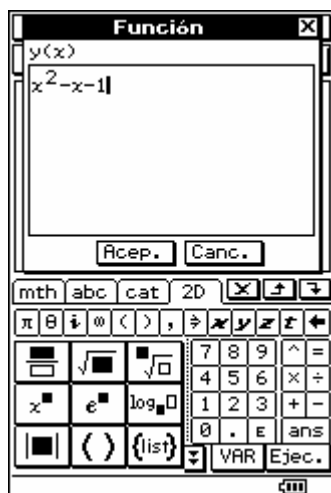 Función X
y(x)
x²-x-1
Acep. Canc.
mth abc cat 2D
π θ i ∞ ( ) , ⇒ x y z t ←
√■ ■√□ 7 8 9 ^ =
4 5 6 × ÷
x■ e■ log■□ 1 2 3 + -
|■| ( ) {list} 0 . E ans
VAR Ejec.